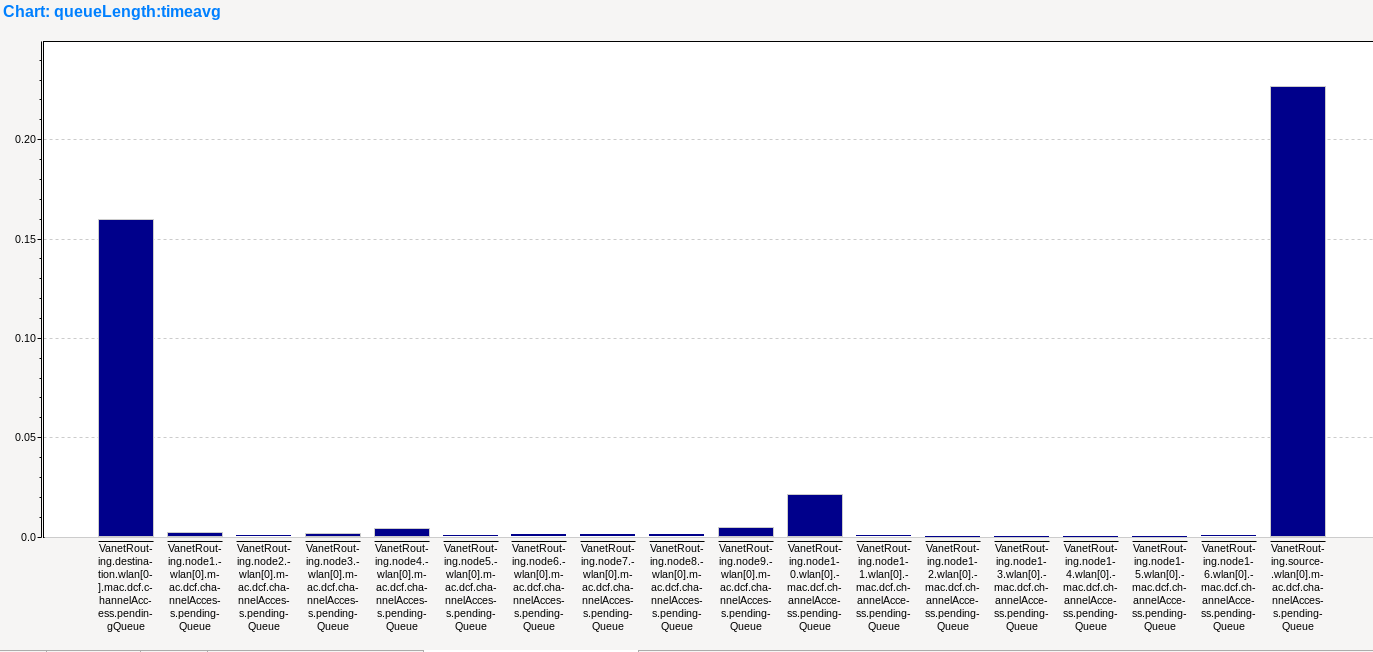 Chart: queueLength:timeavg
0.20
0.15
0.10
0.05
0.0
VanetRout-
ing.destina-
tion.wlan[0-
].mac.dcf.c-
hannelAcc-
ess.pendin-
gQueue
VanetRout-
ing.node1.-
wlan[0].m-
ac.dcf.cha-
nnelAcces-
s.pending-
Queue
VanetRout-
ing.node2.-
wlan[0].m-
ac.dcf.cha-
nnelAcces-
s.pending-
Queue
VanetRout-
ing.node3.-
wlan[0].m-
ac.dcf.cha-
nnelAcces-
s.pending-
Queue
VanetRout-
ing.node4.-
wlan[0].m-
ac.dcf.cha-
nnelAcces-
s.pending-
Queue
VanetRout-
ing.node5.-
wlan[0].m-
ac.dcf.cha-
nnelAcces-
s.pending-
Queue
VanetRout-
ing.node6.-
wlan[0].m-
ac.dcf.cha-
nnelAcces-
s.pending-
Queue
VanetRout-
ing.node7.-
wlan[0].m-
ac.dcf.cha-
nnelAcces-
s.pending-
Queue
VanetRout-
ing.node8.-
wlan[0].m-
ac.dcf.cha-
nnelAcces-
s.pending-
Queue
VanetRout-
ing.node9.-
wlan[0].m-
ac.dcf.cha-
nnelAcces-
s.pending-
Queue
VanetRout-
ing.node1-
0.wlan[0].-
mac.dcf.ch-
annelAcce-
ss.pending-
Queue
VanetRout-
ing.node1-
1.wlan[0].-
mac.dcf.ch-
annelAcce-
ss.pending-
Queue
VanetRout-
ing.node1-
2.wlan[0].-
mac.dcf.ch-
annelAcce-
ss.pending-
Queue
VanetRout-
ing.node1-
3.wlan[0].-
mac.dcf.ch-
annelAcce-
ss.pending-
Queue
VanetRout-
ing.node1-
4.wlan[0].-
mac.dcf.ch-
annelAcce-
ss.pending-
Queue
VanetRout-
ing.node1-
5.wlan[0].-
mac.dcf.ch-
annelAcce-
ss.pending-
Queue
VanetRout-
ing.node1-
6.wlan[0].-
mac.dcf.ch-
annelAcce-
ss.pending-
Queue
VanetRout-
ing.source-
.wlan[0].m-
ac.dcf.cha-
nnelAcces-
s.pending-
Queue